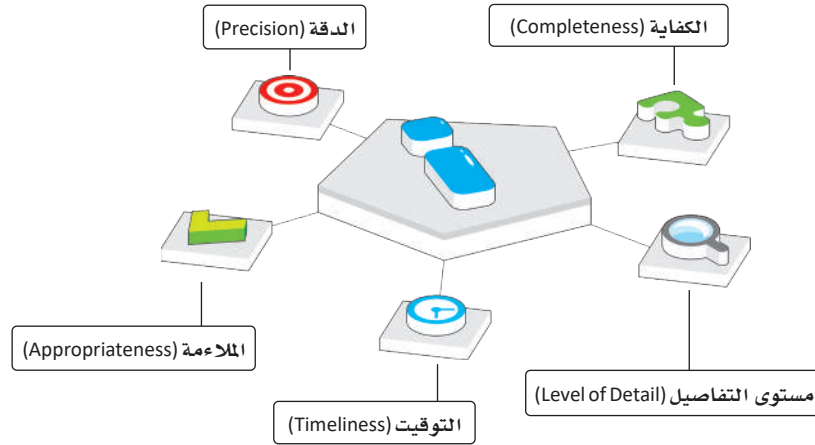 الكفاية (Completeness)
الدقة (Precision)
الملاءمة (Appropriateness)
مستوى التفاصيل (Level of Detail)
التوقيت (Timeliness)